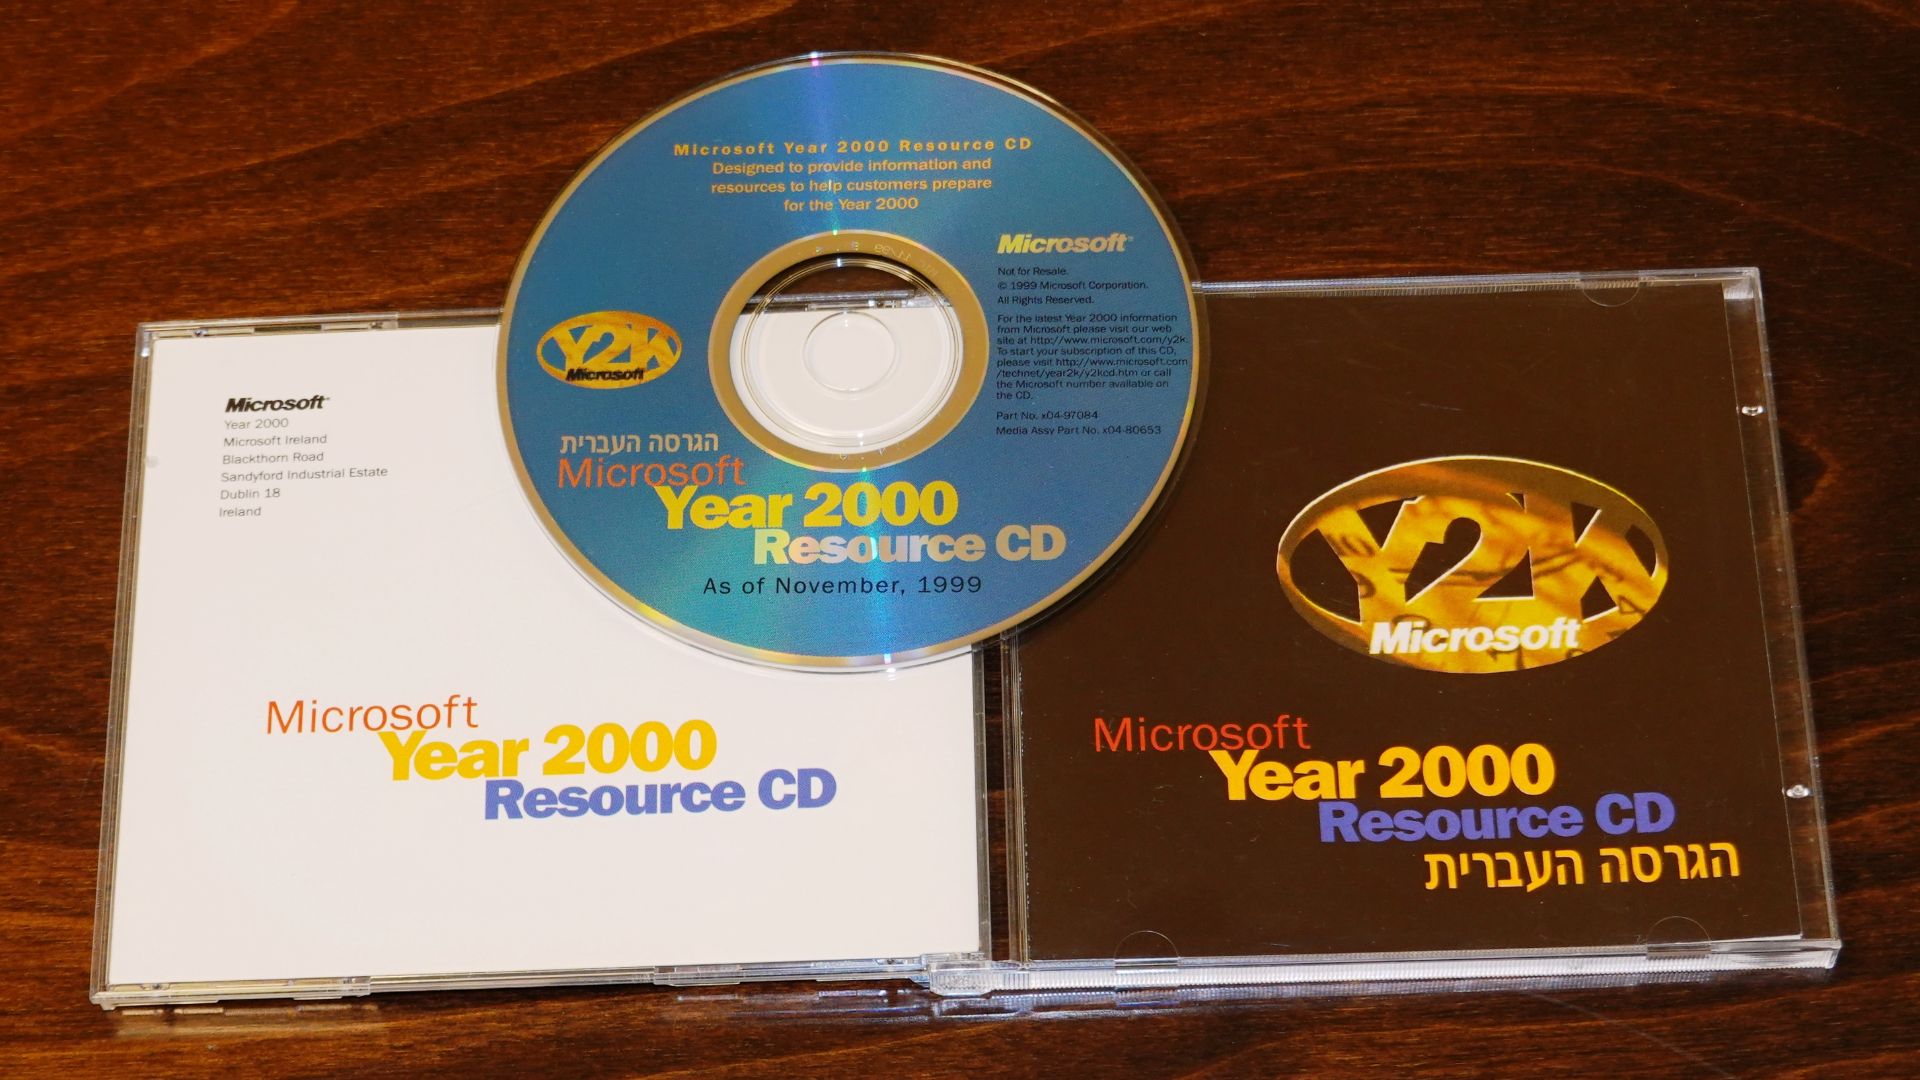 Microsoft Year 2000 Resource CD
Designed to provide information and
resources to help customers prepare
for the Year 2000
Microsoft™
Not for Resale.
© 1999 Microsoft Corporation.
All Rights Reserved.
For the latest Year 2000 information
from Microsoft please visit our web
site at http://www.microsoft.com/y2k.
To start your subscription of this CD,
please visit http://www.microsoft.com
/technet/year2k/y2kcd.htm or call
the Microsoft number available on
the CD.
Part No. x04-97084
Media Assy Part No. x04-80653
Y2K
Microsoft
הגרסה העברית
Microsoft
Year 2000
Resource CD
As of November, 1999
Microsoft™
Year 2000
Microsoft Ireland
Blackthorn Road
Sandyford Industrial Estate
Dublin 18
Ireland
Microsoft
Year 2000
Resource CD
Y2K
Microsoft
Microsoft
Year 2000
Resource CD
הגרסה העברית